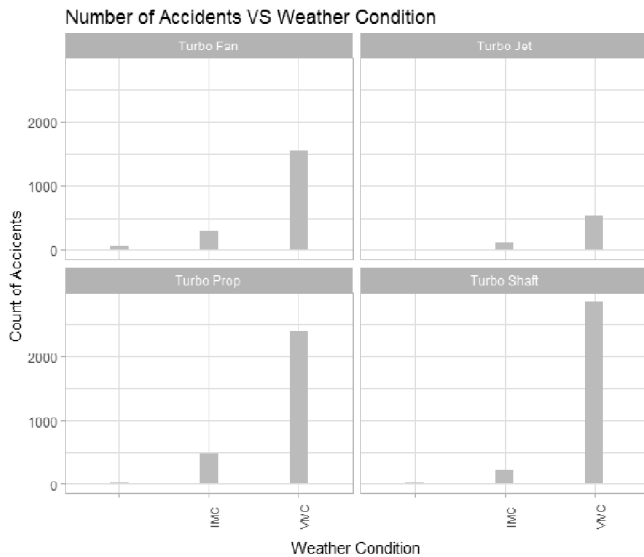 Number of Accidents VS Weather Condition
Turbo Fan
Turbo Jet
2000
1000
0
Turbo Prop
Turbo Shaft
2000
1000
0
Count of Accicents
IMC
VMC
IMC
VMC
Weather Condition